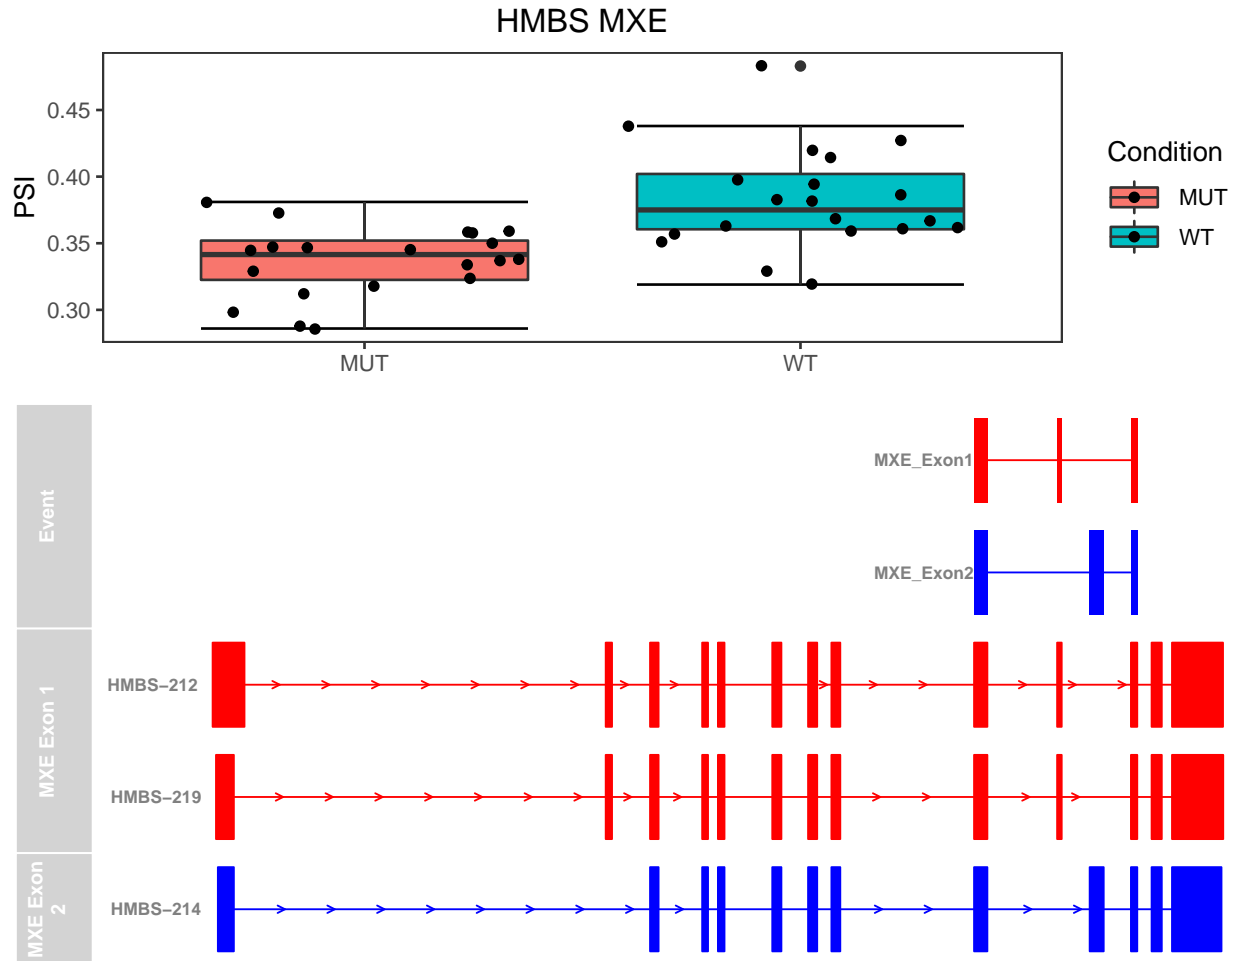 HMBS MXE
PSI
0.45
0.40
0.35
0.30
MUT
WT
Condition
MUT
WT
Event
MXE_Exon1
MXE_Exon2
MXE Exon 1
HMBS–212
HMBS–219
MXE Exon
2
HMBS–214